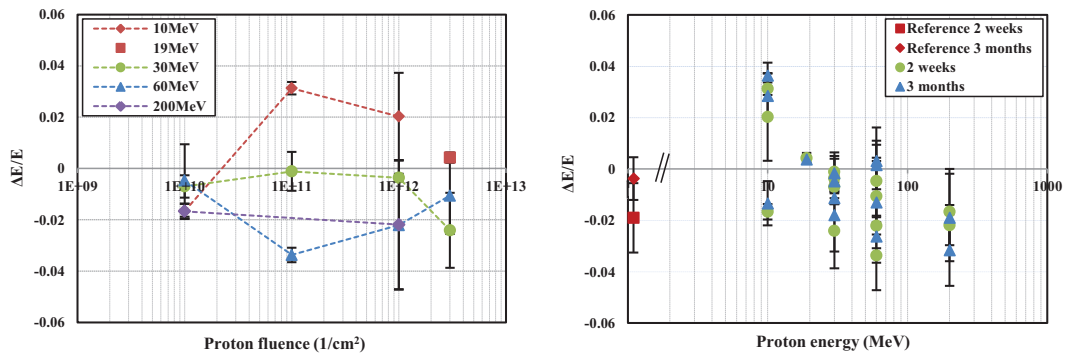 0.06
0.04
0.02
0
-0.02
-0.04
-0.06
ΔE/E
1E+09
1E+10
1E+11
1E+12
1E+13
Proton fluence (1/cm²)
10MeV
19MeV
30MeV
60MeV
200MeV
0.06
0.04
0.02
0
-0.02
-0.04
-0.06
ΔE/E
10
100
1000
Proton energy (MeV)
Reference 2 weeks
Reference 3 months
2 weeks
3 months